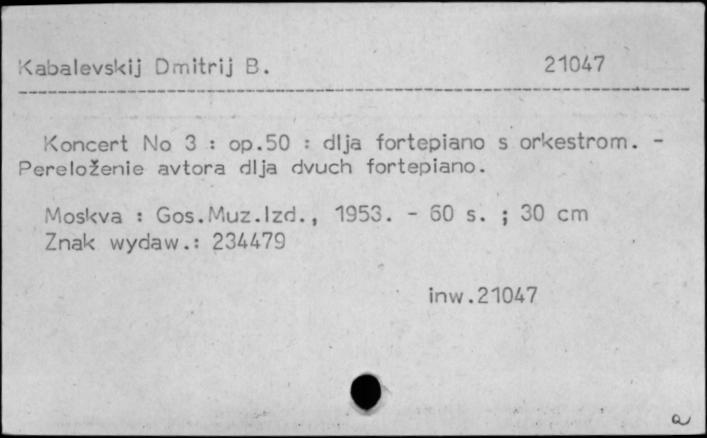 Kabalevskij Dmitrij B. 21047
Koncert No 3 : op.50 : dlja fortepiano s orkestrom. -
Pereloženie avtora dlja dvuch fortepiano.
Moskva : Gos.Muz.Izd., 1953. - 60 s. ; 30 cm
Znak wydaw.: 234479
inw.21047